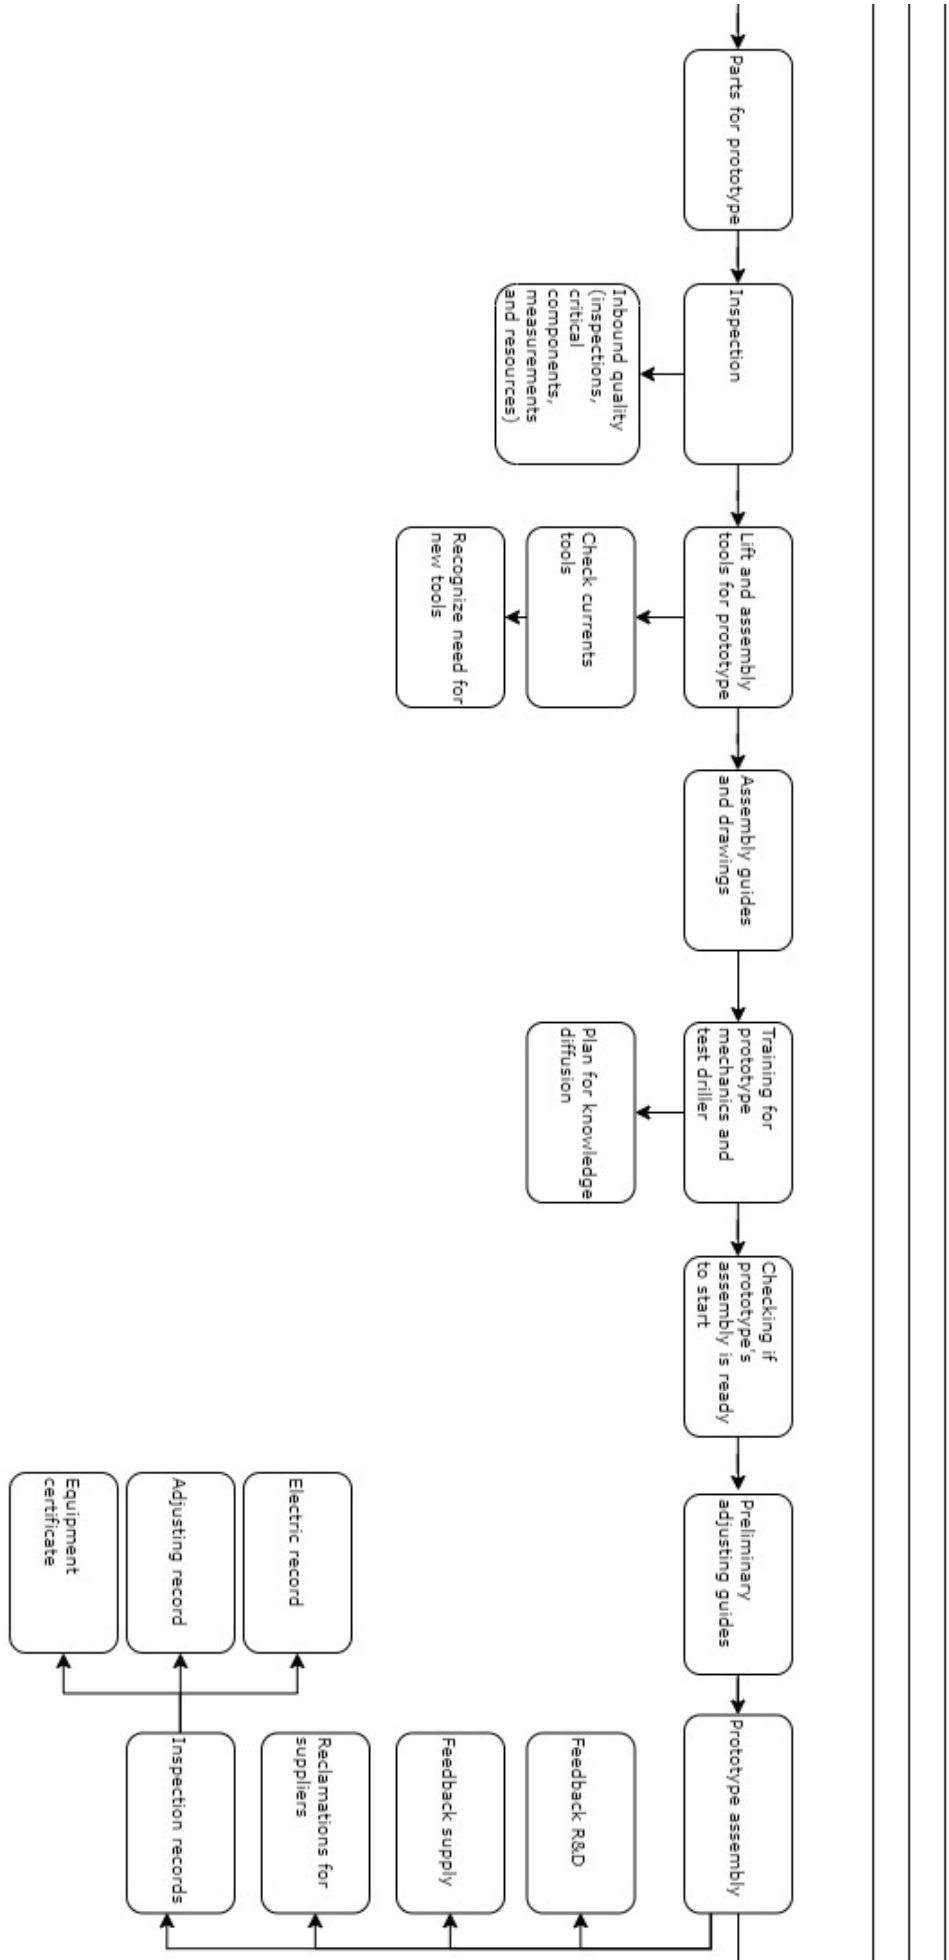 Parts for prototype
Inspection
Inbound quality
(inspections,
critical
components,
measurements
and resources)
Lift and assembly
tools for prototype
Check currents
tools
Recognize need for
new tools
Assembly guides
and drawings
Training for
prototype
mechanics and
test driller
Plan for knowledge
diffusion
Checking if
prototype's
assembly is ready
to start
Preliminary
adjusting guides
Prototype assembly
Feedback R&D
Feedback supply
Reclamations for
suppliers
Inspection records
Electric record
Adjusting record
Equipment
certificate